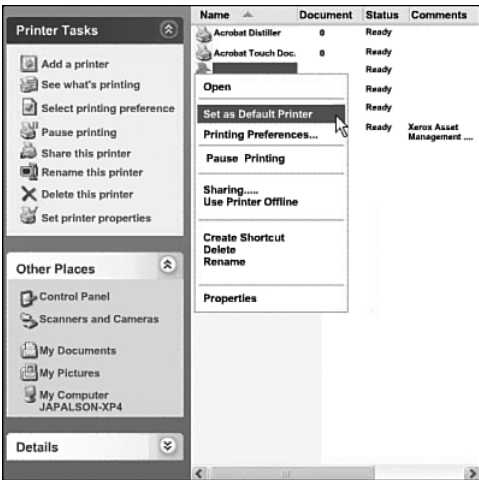 Printer Tasks
Add a printer
See what's printing
Select printing preference
Pause printing
Share this printer
Rename this printer
Delete this printer
Set printer properties
Other Places
Control Panel
Scanners and Cameras
My Documents
My Pictures
My Computer
JAPALSON-XP4
Details
Name Document Status Comments
Acrobat Distiller 0 Ready
Acrobat Touch Doc. 0 Ready
Ready
Ready
Ready
Ready Xerox Asset
Management ....
Open
Set as Default Printer
Printing Preferences...
Pause Printing
Sharing.....
Use Printer Offline
Create Shortcut
Delete
Rename
Properties